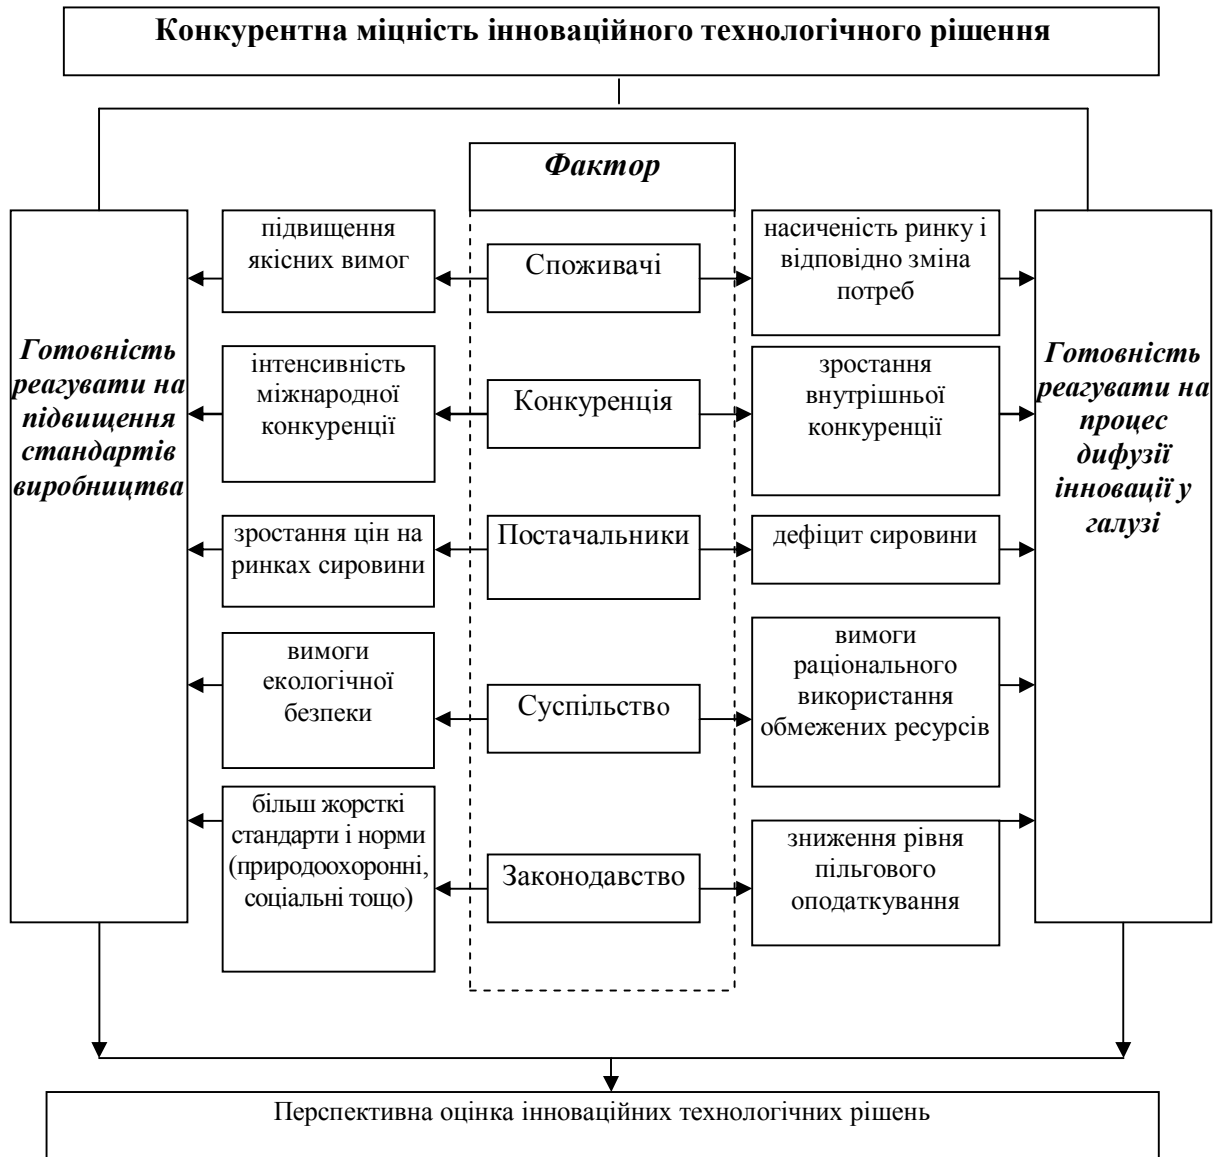 Конкурентна міцність інноваційного технологічного рішення
Фактор
Готовність
реагувати на
підвищення
стандартів
виробництва
підвищення
якісних вимог
Споживачі
насиченість ринку і
відповідно зміна
потреб
інтенсивність
міжнародної
конкуренції
Конкуренція
зростання
внутрішньої
конкуренції
зростання цін на
ринках сировини
Постачальники
дефіцит сировини
вимоги
екологічної
безпеки
Суспільство
вимоги
раціонального
використання
обмежених ресурсів
більш жорсткі
стандарти і норми
(природоохоронні,
соціальні тощо)
Законодавство
зниження рівня
пільгового
оподаткування
Готовність
реагувати на
процес
дифузії
інновації у
галузі
Перспективна оцінка інноваційних технологічних рішень